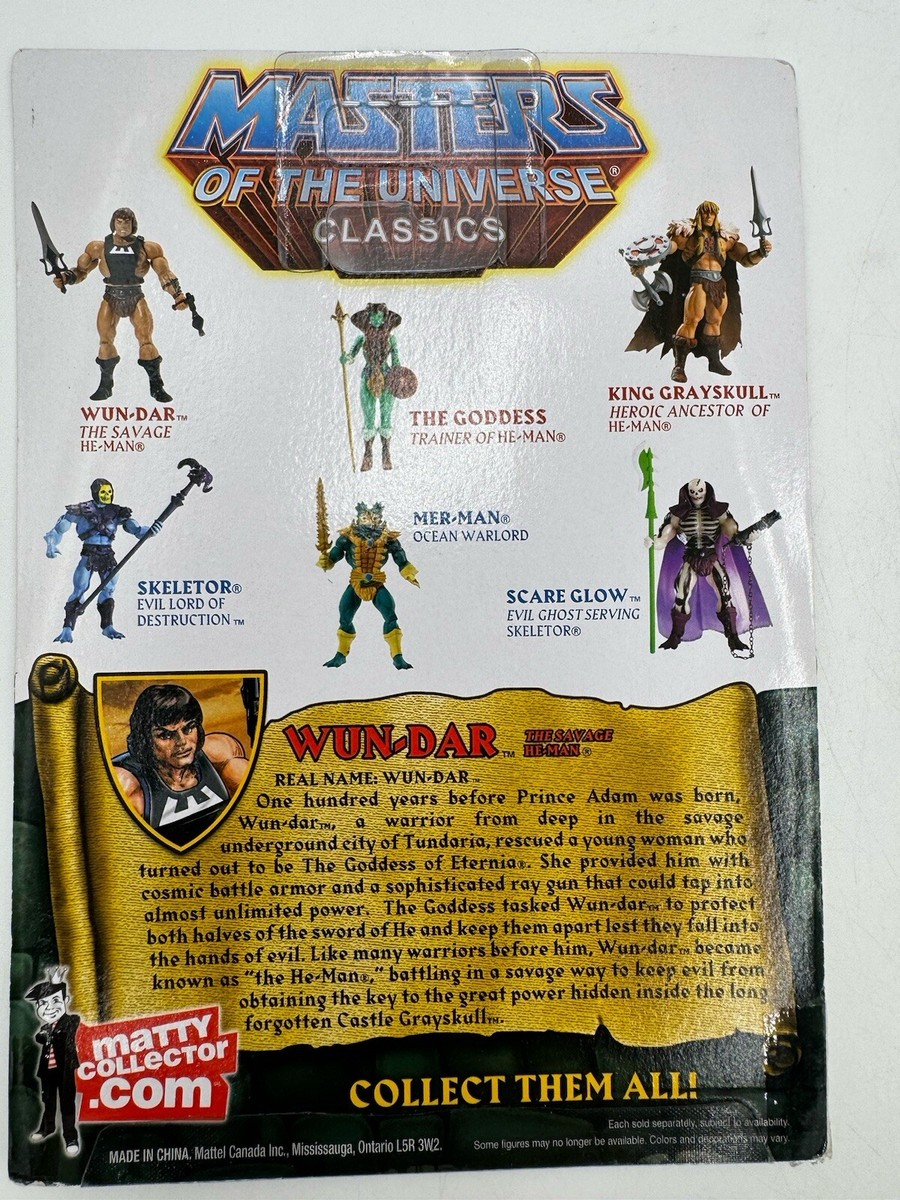 MASTERS
OF THE UNIVERSE®
CLASSICS
WUN-DAR™
THE SAVAGE
HE-MAN®
THE GODDESS
TRAINER OF HE-MAN®
KING GRAYSKULL™
HEROIC ANCESTOR OF
HE-MAN®
SKELETOR®
EVIL LORD OF
DESTRUCTION™
MER-MAN®
OCEAN WARLORD
SCARE GLOW™
EVIL GHOST SERVING
SKELETOR®
WUN-DAR™ THE SAVAGE
HE-MAN®
REAL NAME: WUN-DAR™
One hundred years before Prince Adam was born,
Wun-dar™, a warrior from deep in the savage
underground city of Tundaria, rescued a young woman who
turned out to be The Goddess of Eternia®. She provided him with
cosmic battle armor and a sophisticated ray gun that could tap into
almost unlimited power. The Goddess tasked Wun-dar™ to protect
both halves of the sword of He and keep them apart lest they fall into
the hands of evil. Like many warriors before him, Wun-dar™ became
known as "the He-Man®," battling in a savage way to keep evil from
obtaining the key to the great power hidden inside the long
forgotten Castle Grayskull™.
maTTY
COLLECTOR
.com™
COLLECT THEM ALL!
MADE IN CHINA. Mattel Canada Inc., Mississauga, Ontario L5R 3W2.
Each sold separately, subject to availability.
Some figures may no longer be available. Colors and decorations may vary.